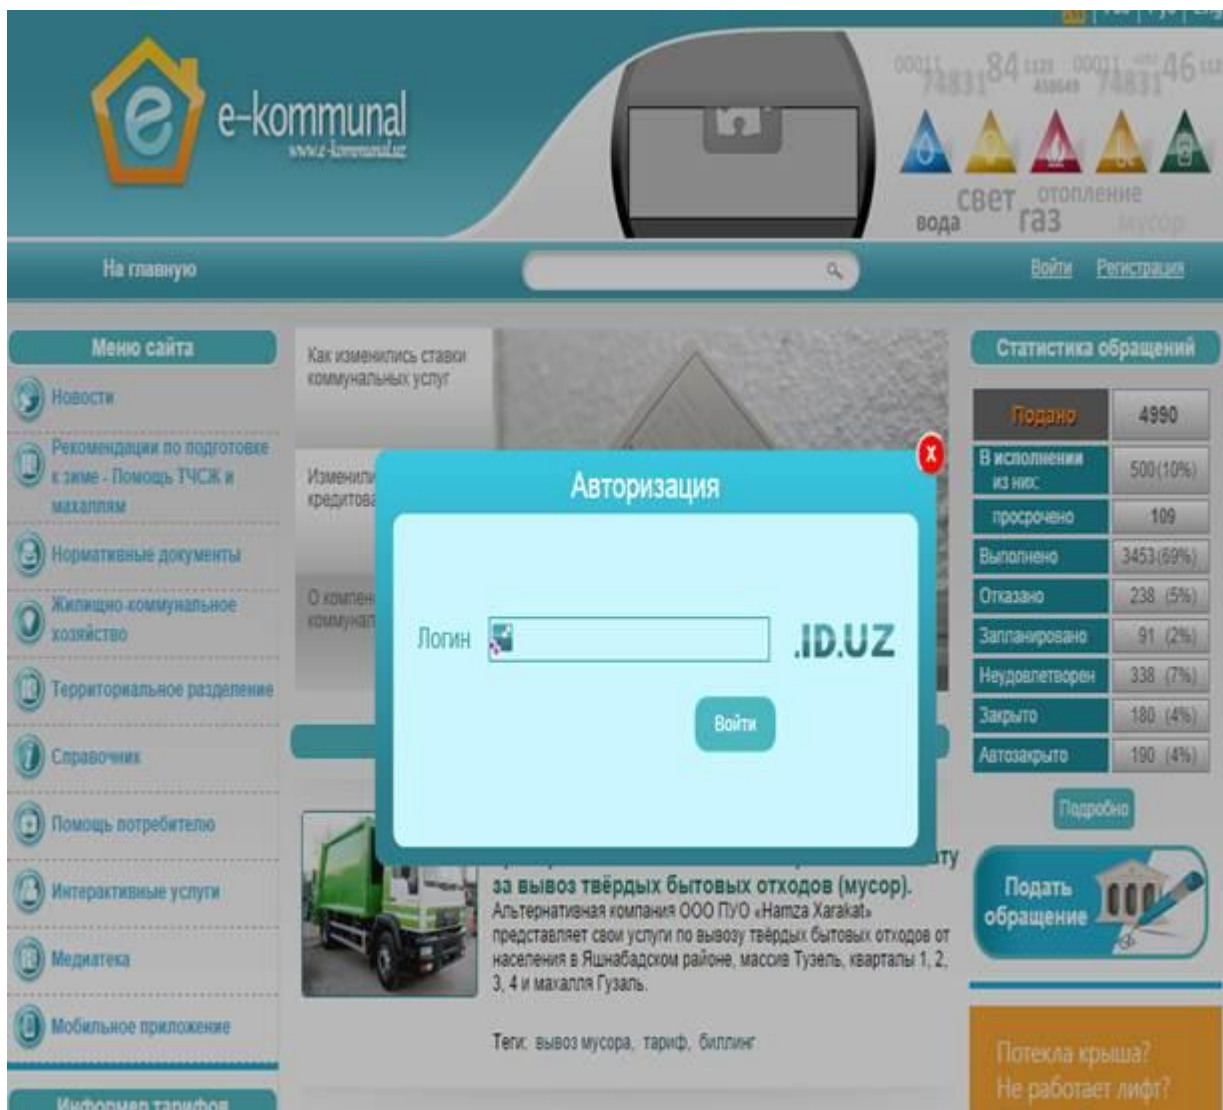 e-kommunal
www.e-kommunal.uz
вода
свет
газ
отопление
мусор
На главную
Войти Регистрация
Меню сайта
Новости
Рекомендации по подготовке
к зиме - Помощь ТЧСЖ и
махаллям
Нормативные документы
Жилищно-коммунальное
хозяйство
Территориальное разделение
Справочник
Помощь потребителю
Интерактивные услуги
Медиатека
Мобильное приложение
Информер тарифов
Как изменились ставки
коммунальных услуг
Авторизация
X
Логин
.ID.UZ
Войти
за вывоз твёрдых бытовых отходов (мусор).
Альтернативная компания ООО ПУО «Hamza Xarakat»
представляет свои услуги по вывозу твёрдых бытовых отходов от
населения в Яшнабадском районе, массив Тузель, кварталы 1, 2,
3, 4 и махалля Гузаль.
Теги: вывоз мусора, тариф, биллинг
Статистика обращений
Подано 4990
В исполнении
из них: 500(10%)
просрочено 109
Выполнено 3453(69%)
Отказано 238 (5%)
Запланировано 91 (2%)
Неудовлетворен 338 (7%)
Закрыто 180 (4%)
Автозакрыто 190 (4%)
Подробно
Подать
обращение
Потекла крыша?
Не работает лифт?